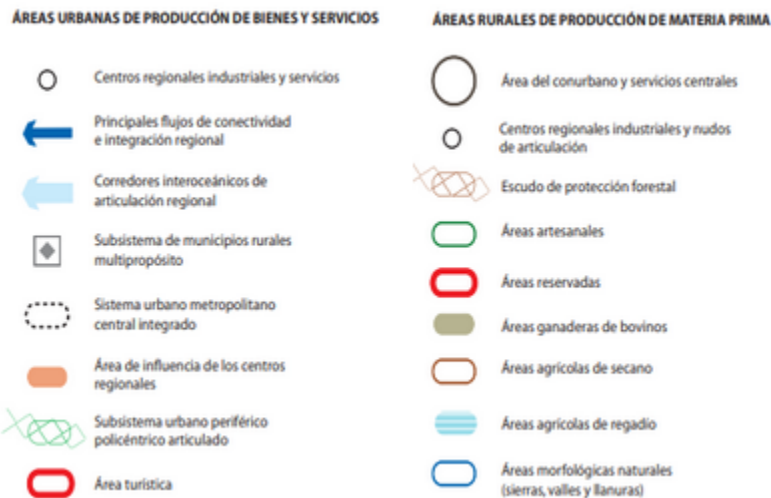 ÁREAS URBANAS DE PRODUCCIÓN DE BIENES Y SERVICIOS
Centros regionales industriales y servicios
Principales flujos de conectividad
e integración regional
Corredores interoceánicos de
articulación regional
Subsistema de municipios rurales
multipropósito
Sistema urbano metropolitano
central integrado
Área de influencia de los centros
regionales
Subsistema urbano periférico
policéntrico articulado
Área turística
ÁREAS RURALES DE PRODUCCIÓN DE MATERIA PRIMA
Área del conurbano y servicios centrales
Centros regionales industriales y nudos
de articulación
Escudo de protección forestal
Áreas artesanales
Áreas reservadas
Áreas ganaderas de bovinos
Áreas agrícolas de secano
Áreas agrícolas de regadío
Áreas morfológicas naturales
(sierras, valles y llanuras)